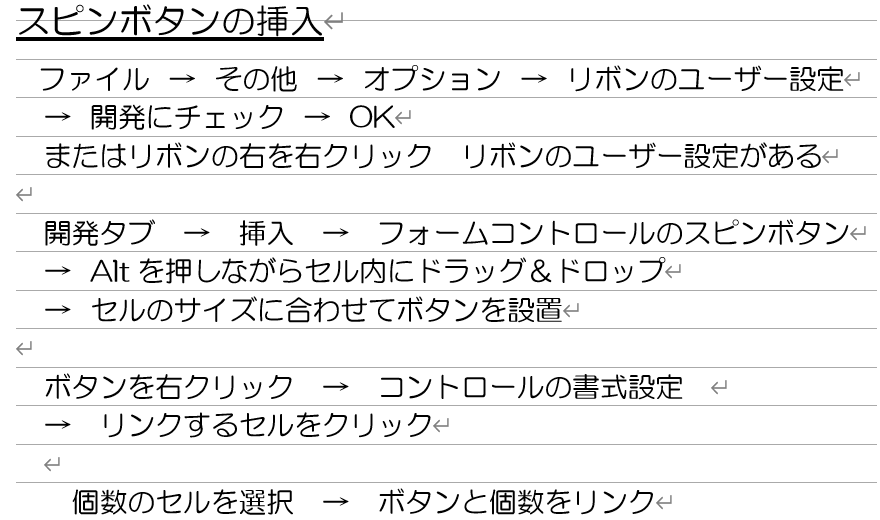 スピンボタンの挿入↵
ファイル → その他 → オプション → リボンのユーザー設定↵
→ 開発にチェック → OK↵
またはリボンの右を右クリック　リボンのユーザー設定がある↵
↵
開発タブ　→　挿入　→　フォームコントロールのスピンボタン↵
→ Alt を押しながらセル内にドラッグ＆ドロップ↵
→ セルのサイズに合わせてボタンを設置↵
↵
ボタンを右クリック　→　コントロールの書式設定　↵
→　リンクするセルをクリック↵
↵
個数のセルを選択　→　ボタンと個数をリンク↵